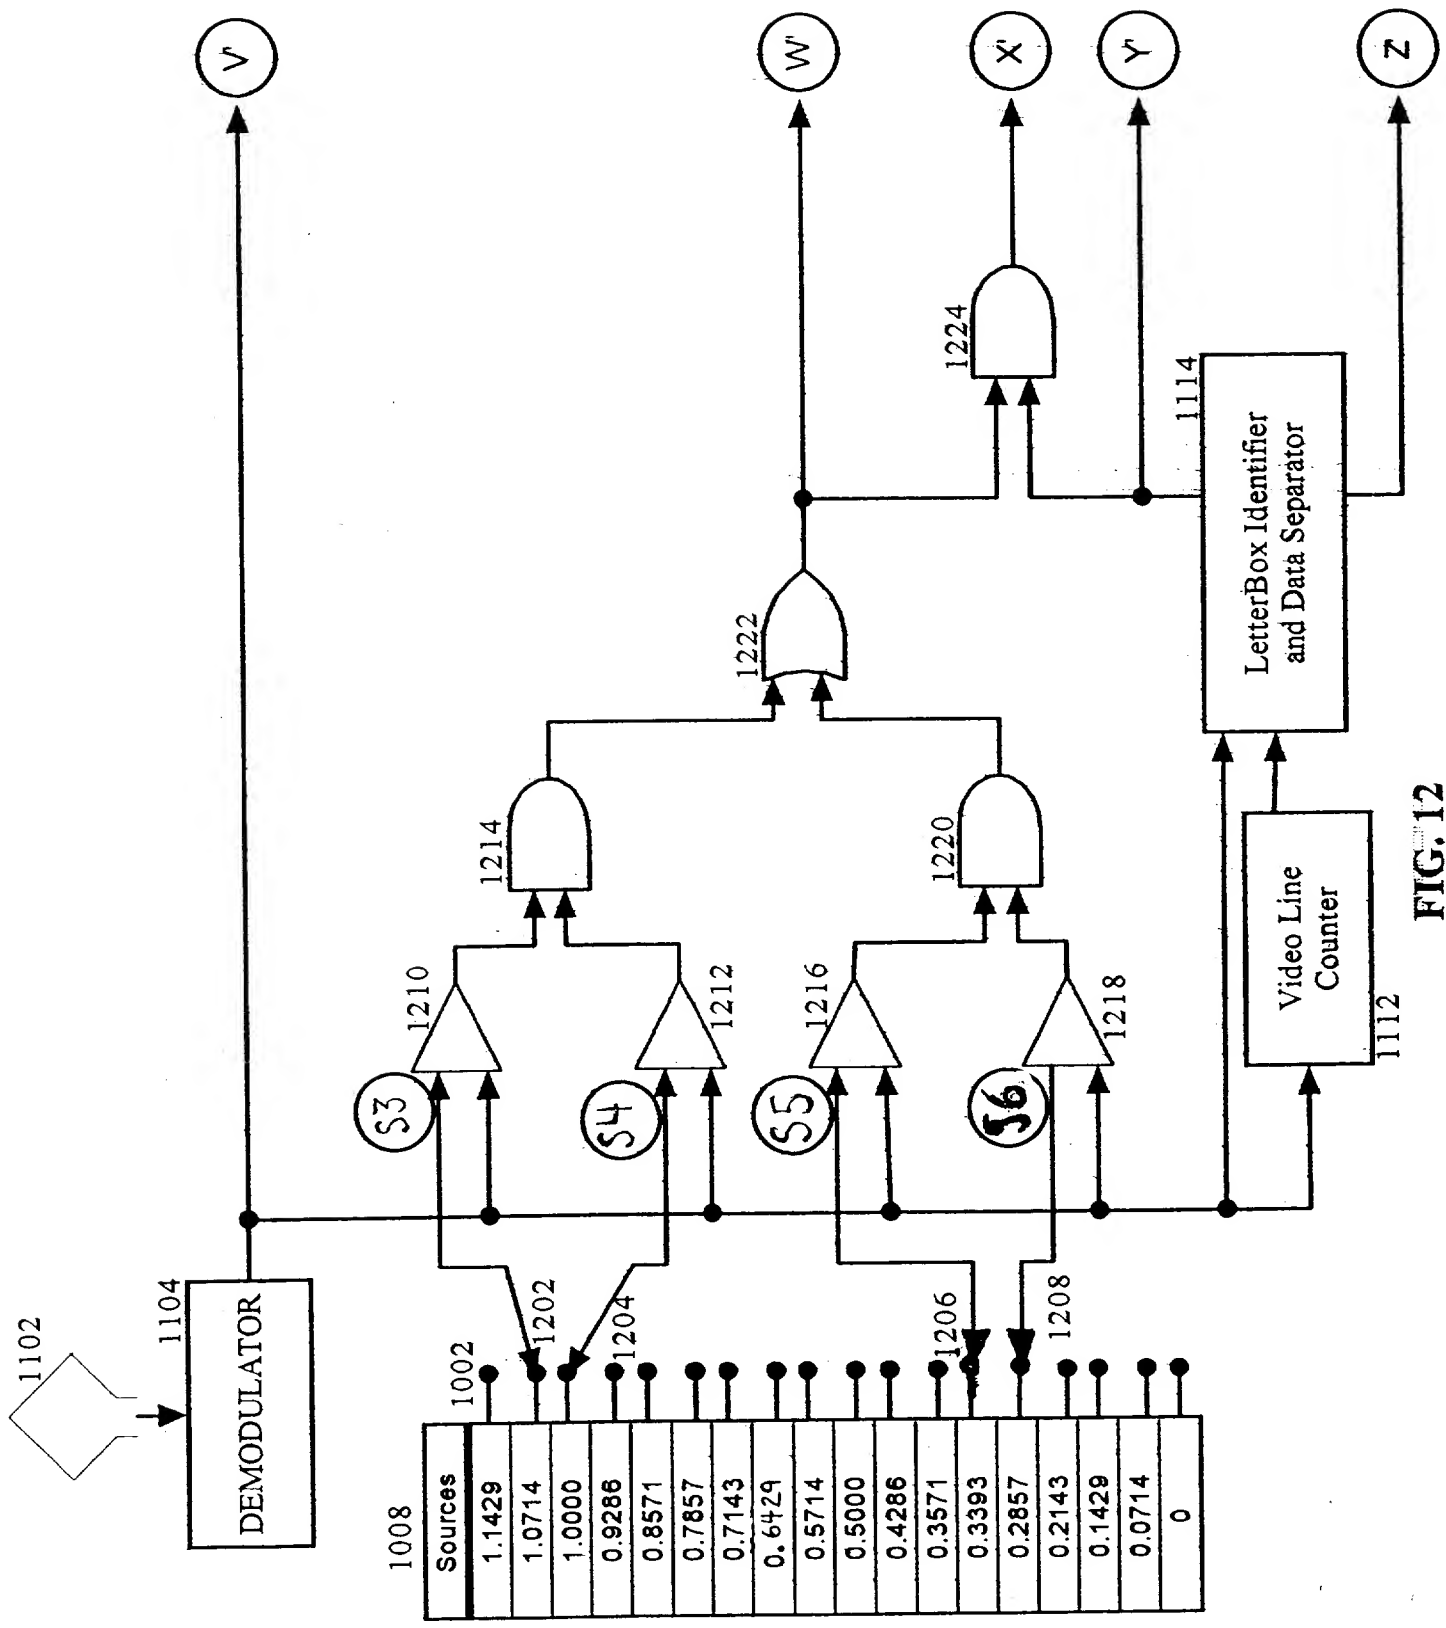 1102
1104
DEMODULATOR
1008
Sources
1.1429
1.0714
1.0000
0.9286
0.8571
0.7857
0.7143
0.6429
0.5714
0.5000
0.4286
0.3571
0.3393
0.2857
0.2143
0.1429
0.0714
0
1002
1202
1204
1206
1208
S3
S4
S5
S6
1210
1212
1216
1218
1214
1220
1222
1224
1112
Video Line
Counter
1114
LetterBox Identifier
and Data Separator
V'
W'
X'
Y'
Z'
FIG. 12